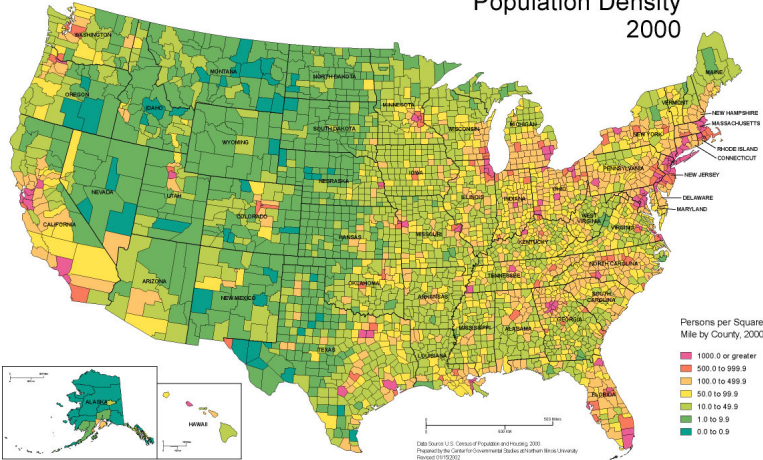 Population Density
2000
WASHINGTON
OREGON
IDAHO
MONTANA
NORTH DAKOTA
MINNESOTA
WISCONSIN
MICHIGAN
MAINE
VERMONT
NEW HAMPSHIRE
MASSACHUSETTS
RHODE ISLAND
CONNECTICUT
NEW YORK
NEW JERSEY
PENNSYLVANIA
DELAWARE
MARYLAND
WYOMING
SOUTH DAKOTA
NEBRASKA
IOWA
ILLINOIS
INDIANA
OHIO
WEST
VIRGINIA
VIRGINIA
NEVADA
UTAH
COLORADO
KANSAS
MISSOURI
KENTUCKY
CALIFORNIA
ARIZONA
NEW MEXICO
OKLAHOMA
ARKANSAS
TENNESSEE
NORTH CAROLINA
SOUTH
CAROLINA
TEXAS
LOUISIANA
MISSISSIPPI
ALABAMA
GEORGIA
FLORIDA
ALASKA
HAWAII
Persons per Square
Mile by County, 2000
1000.0 or greater
500.0 to 999.9
100.0 to 499.9
50.0 to 99.9
10.0 to 49.9
1.0 to 9.9
0.0 to 0.9
Data Source: U.S. Census of Population and Housing, 2000.
Prepared by the Center for Governmental Studies at Northern Illinois University
Revised 01/15/2002